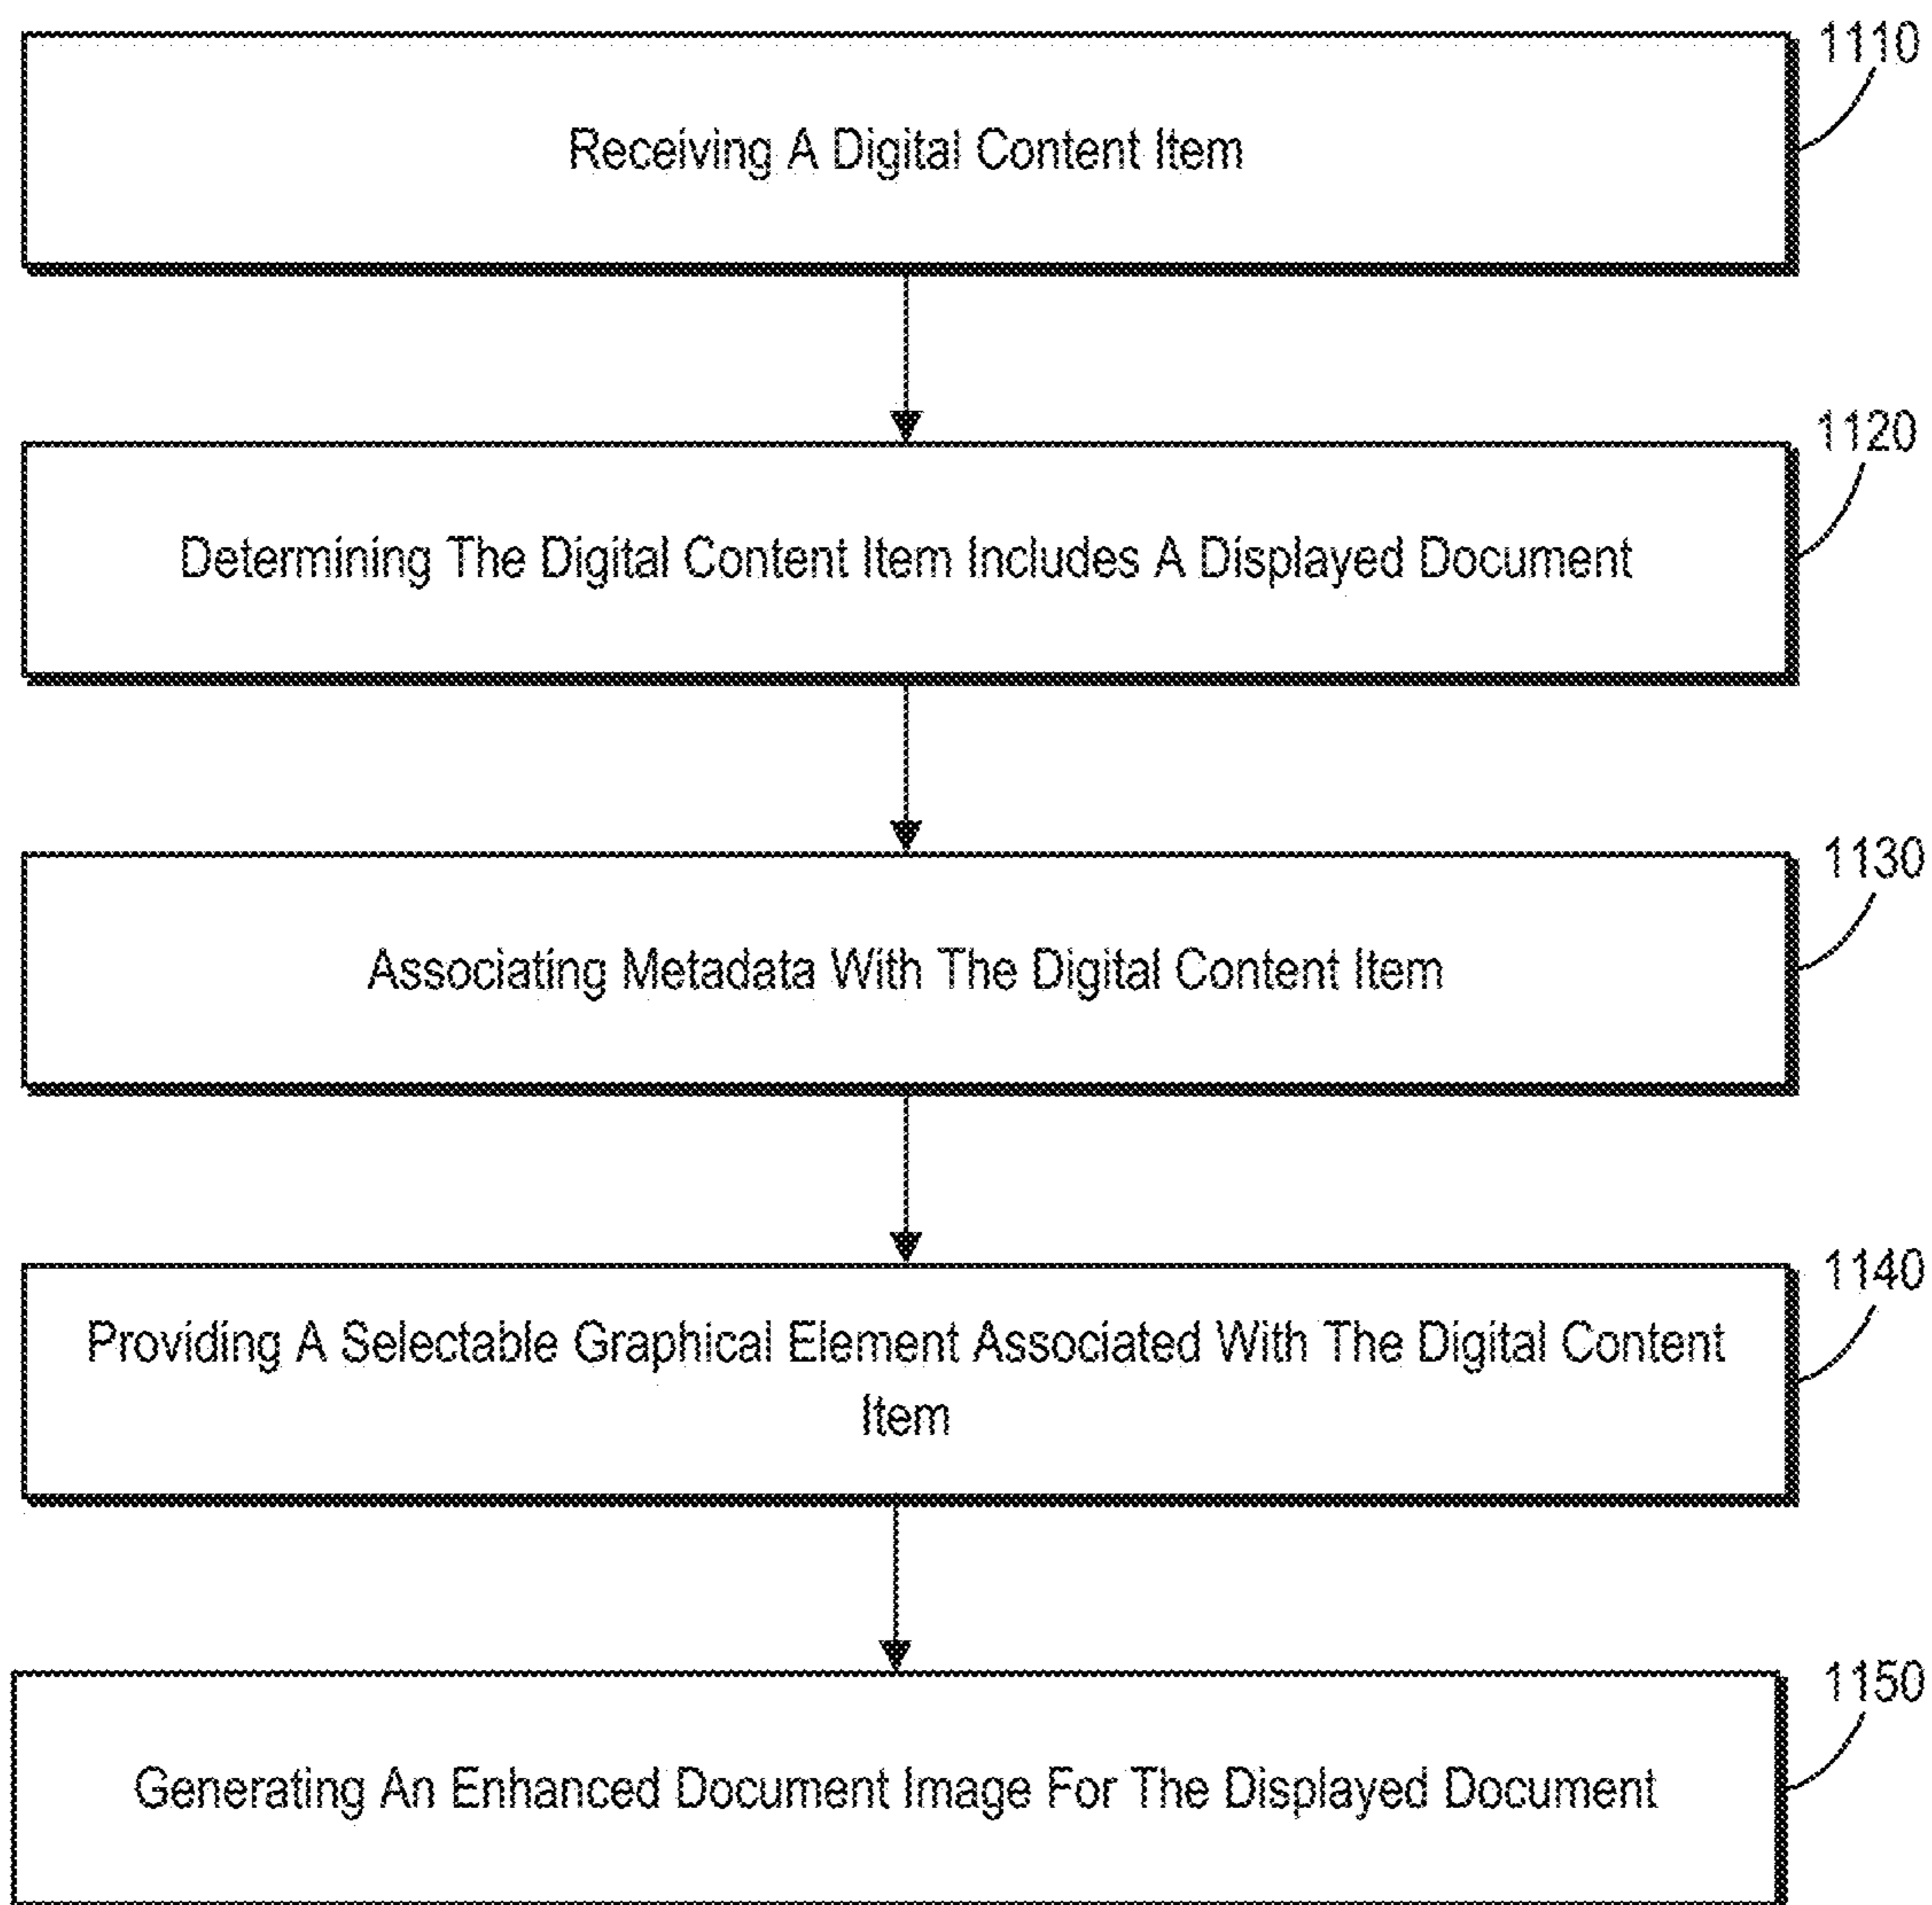 1110
Receiving A Digital Content Item
1120
Determining The Digital Content Item Includes A Displayed Document
1130
Associating Metadata With The Digital Content Item
1140
Providing A Selectable Graphical Element Associated With The Digital Content
Item
1150
Generating An Enhanced Document Image For The Displayed Document